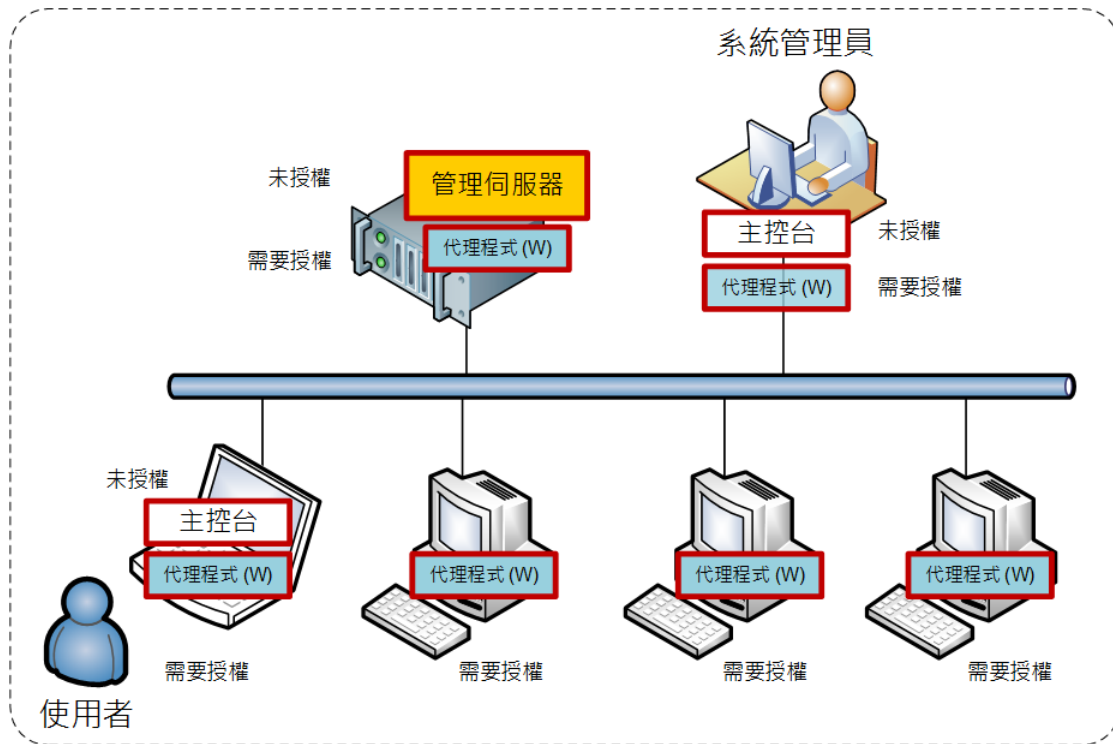 系統管理員
未授權
管理伺服器
需要授權
代理程式 (W)
主控台
未授權
代理程式 (W)
需要授權
未授權
主控台
代理程式 (W)
需要授權
代理程式 (W)
需要授權
代理程式 (W)
需要授權
代理程式 (W)
需要授權
使用者